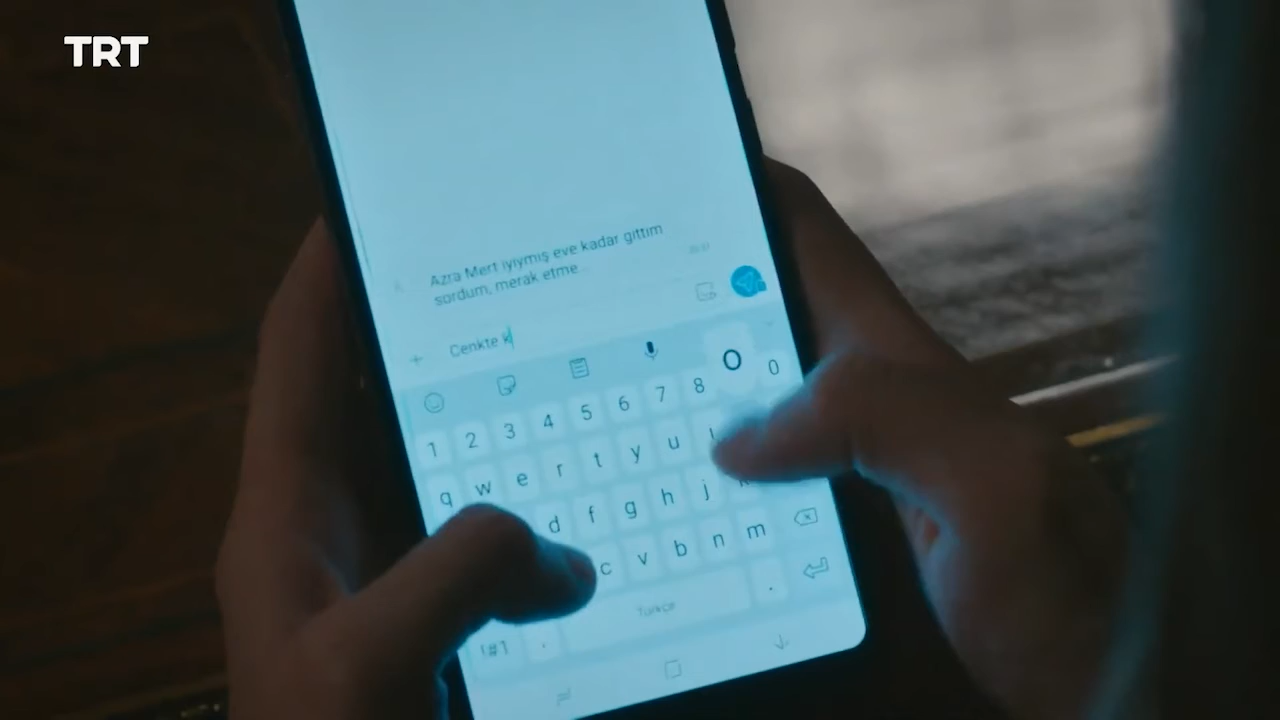 TRT
Azra Mert iyiymiş eve kadar gittim
sordum, merak etme
Cenkte k
O
1 2 3 4 5 6 7 8 0
q w e r t y u
d f g h j k
c v b n m
Türkçe .
!#1